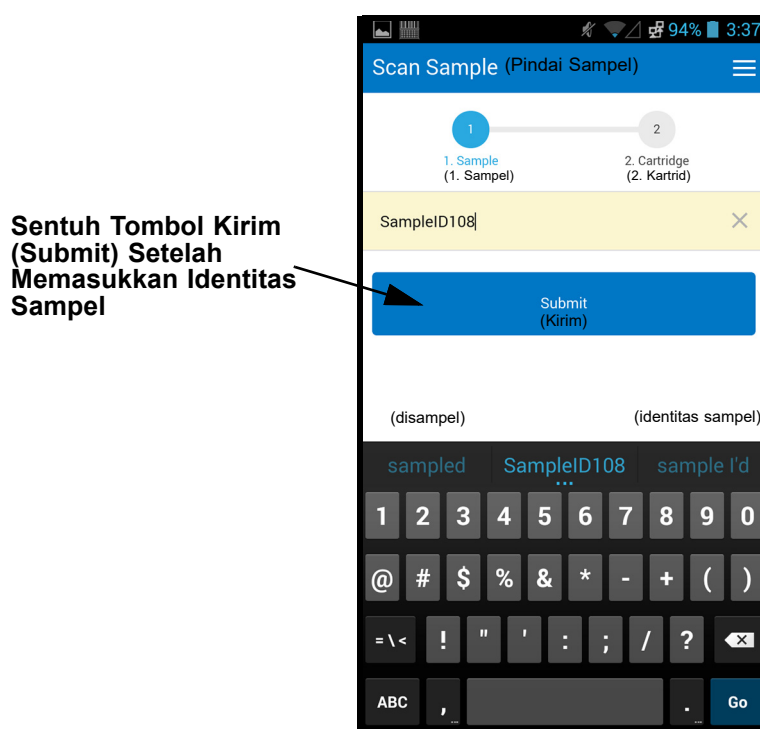 94% 3:37
Scan Sample (Pindai Sampel)
1 2
1. Sample 2. Cartridge
(1. Sampel) (2. Kartrid)
SampleID108
Sentuh Tombol Kirim
(Submit) Setelah
Memasukkan Identitas
Sampel
Submit
(Kirim)
(disampel) (identitas sampel)
sampled SampleID108 sample I'd
1 2 3 4 5 6 7 8 9 0
@ # $ % & * - + ( )
= \ < ! " ' : ; / ?
ABC , . Go